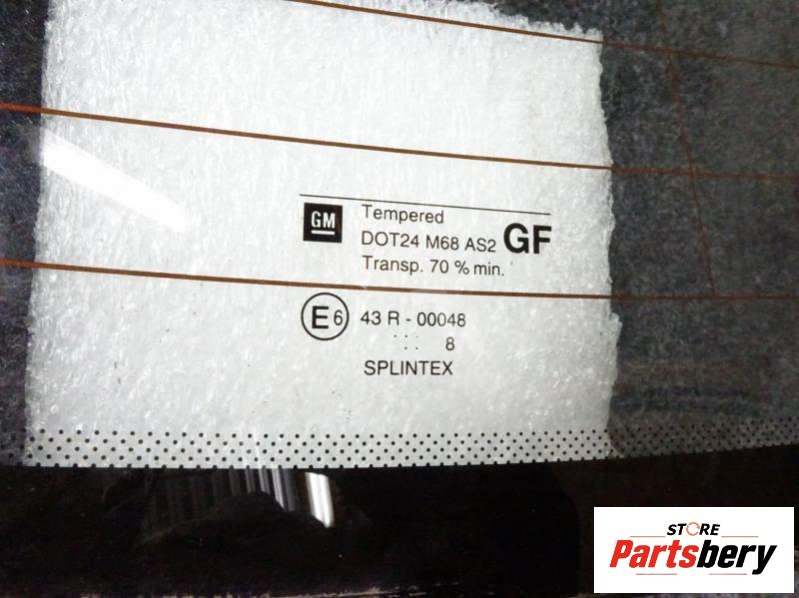 GM
Tempered
DOT24 M68 AS2 GF
Transp. 70 % min.
E6 43 R - 00048
8
SPLINTEX
STORE
Partsbery